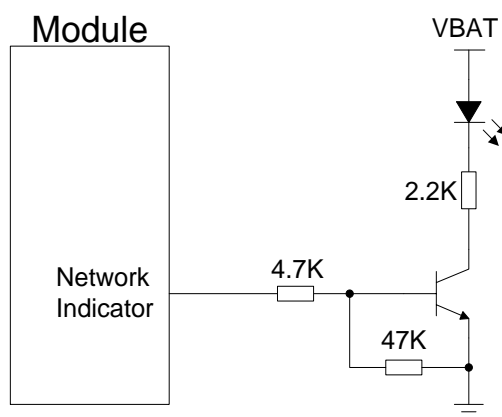 Module
VBAT
2.2K
Network
Indicator
4.7K
47K